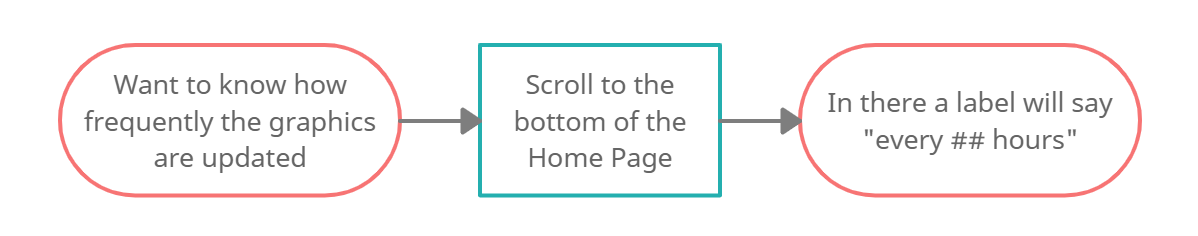 Want to know how
frequently the graphics
are updated
Scroll to the
bottom of the
Home Page
In there a label will say
"every ## hours"